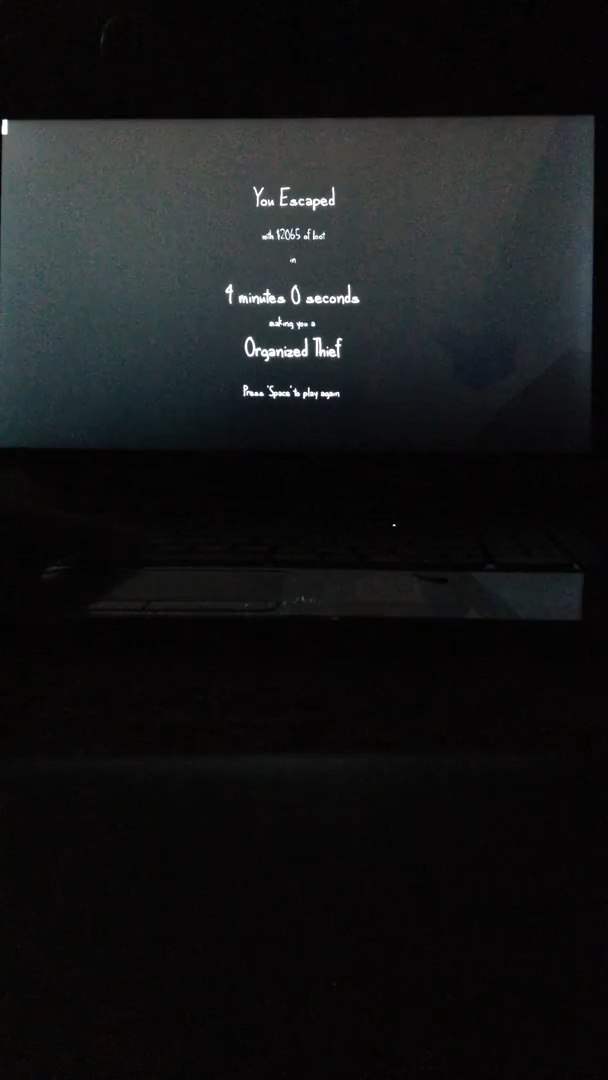 You Escaped
with $2065 of loot
in
4 minutes 0 seconds
making you a
Organized Thief
Press 'Space' to play again